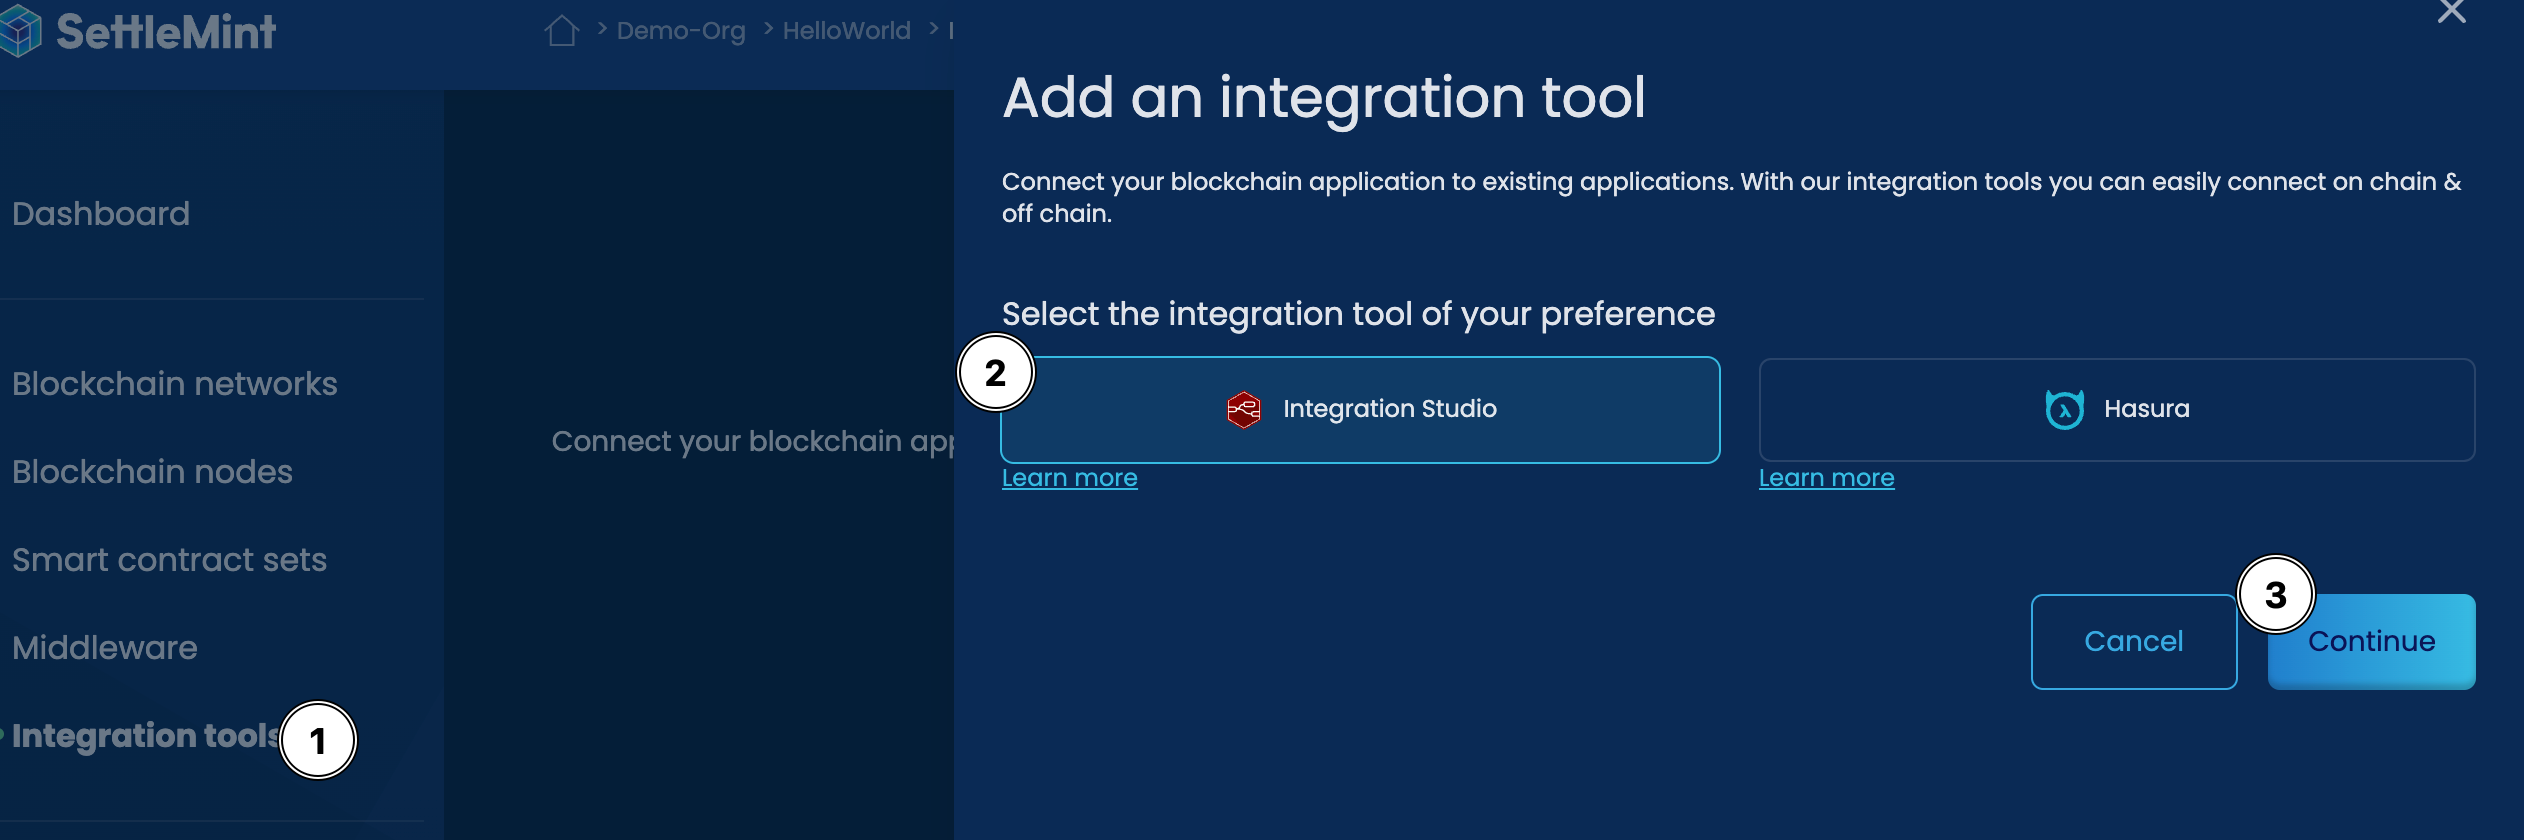 SettleMint
> Demo-Org > HelloWorld >
Dashboard
Blockchain networks
Blockchain nodes
Smart contract sets
Middleware
Integration tools
1
Connect your blockchain
Add an integration tool
Connect your blockchain application to existing applications. With our integration tools you can easily connect on chain &
off chain.
Select the integration tool of your preference
2
Integration Studio
Learn more
Hasura
Learn more
Cancel
3
Continue